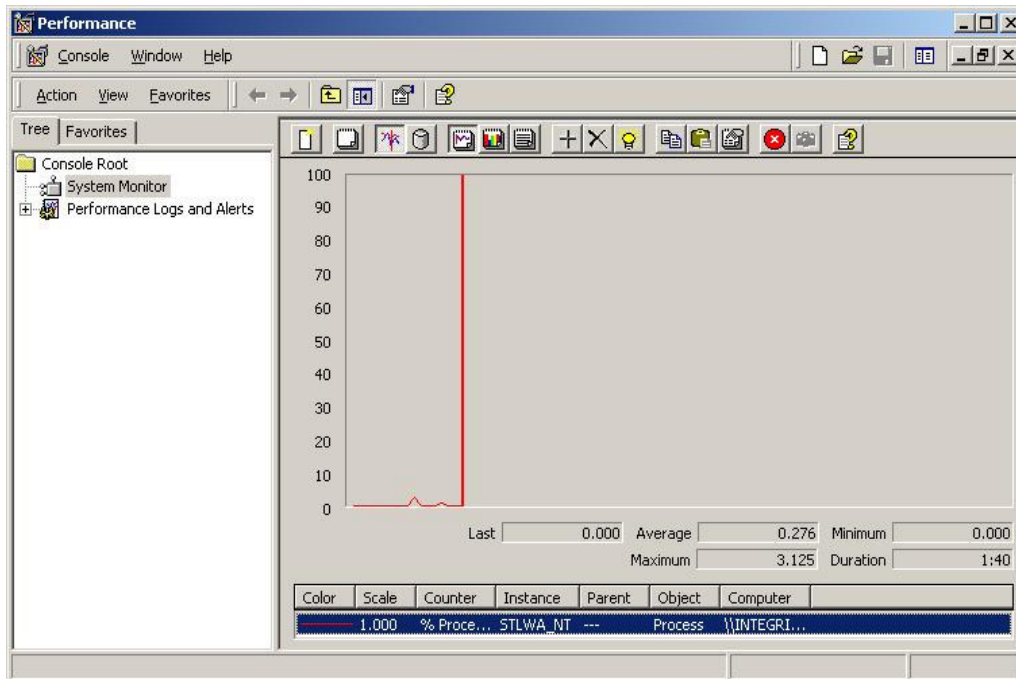 Performance
Console Window Help
Action View Favorites
Tree Favorites
Console Root
System Monitor
Performance Logs and Alerts
100
90
80
70
60
50
40
30
20
10
0
Last 0.000 Average 0.276 Minimum 0.000
Maximum 3.125 Duration 1:40
Color Scale Counter Instance Parent Object Computer
1.000 % Proce... STLWA_NT --- Process \\INTEGRI...